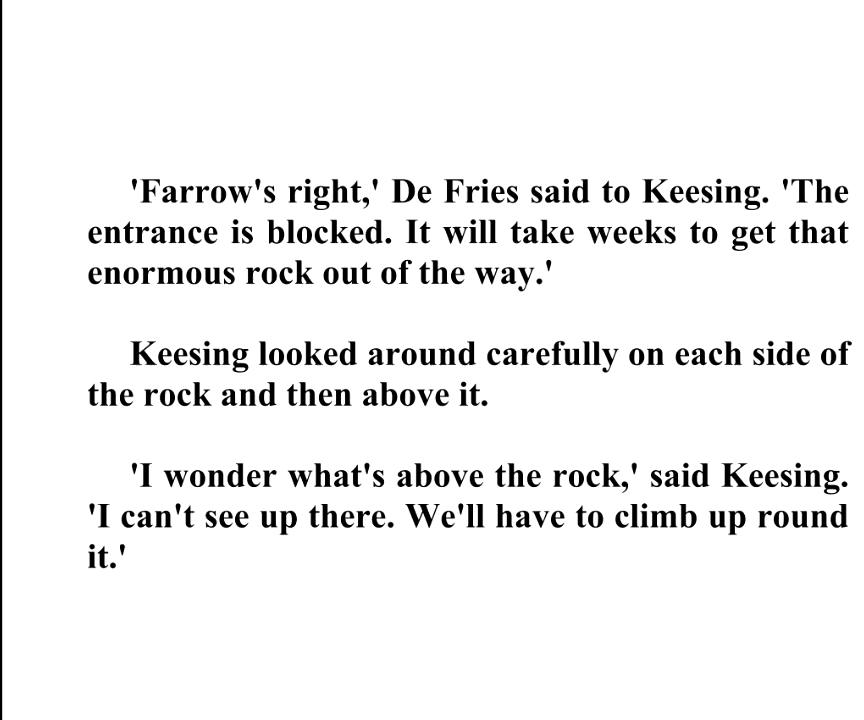 'Farrow's right,' De Fries said to Keesing. 'The
entrance is blocked. It will take weeks to get that
enormous rock out of the way.'
Keesing looked around carefully on each side of
the rock and then above it.
'I wonder what's above the rock,' said Keesing.
'I can't see up there. We'll have to climb up round
it.'